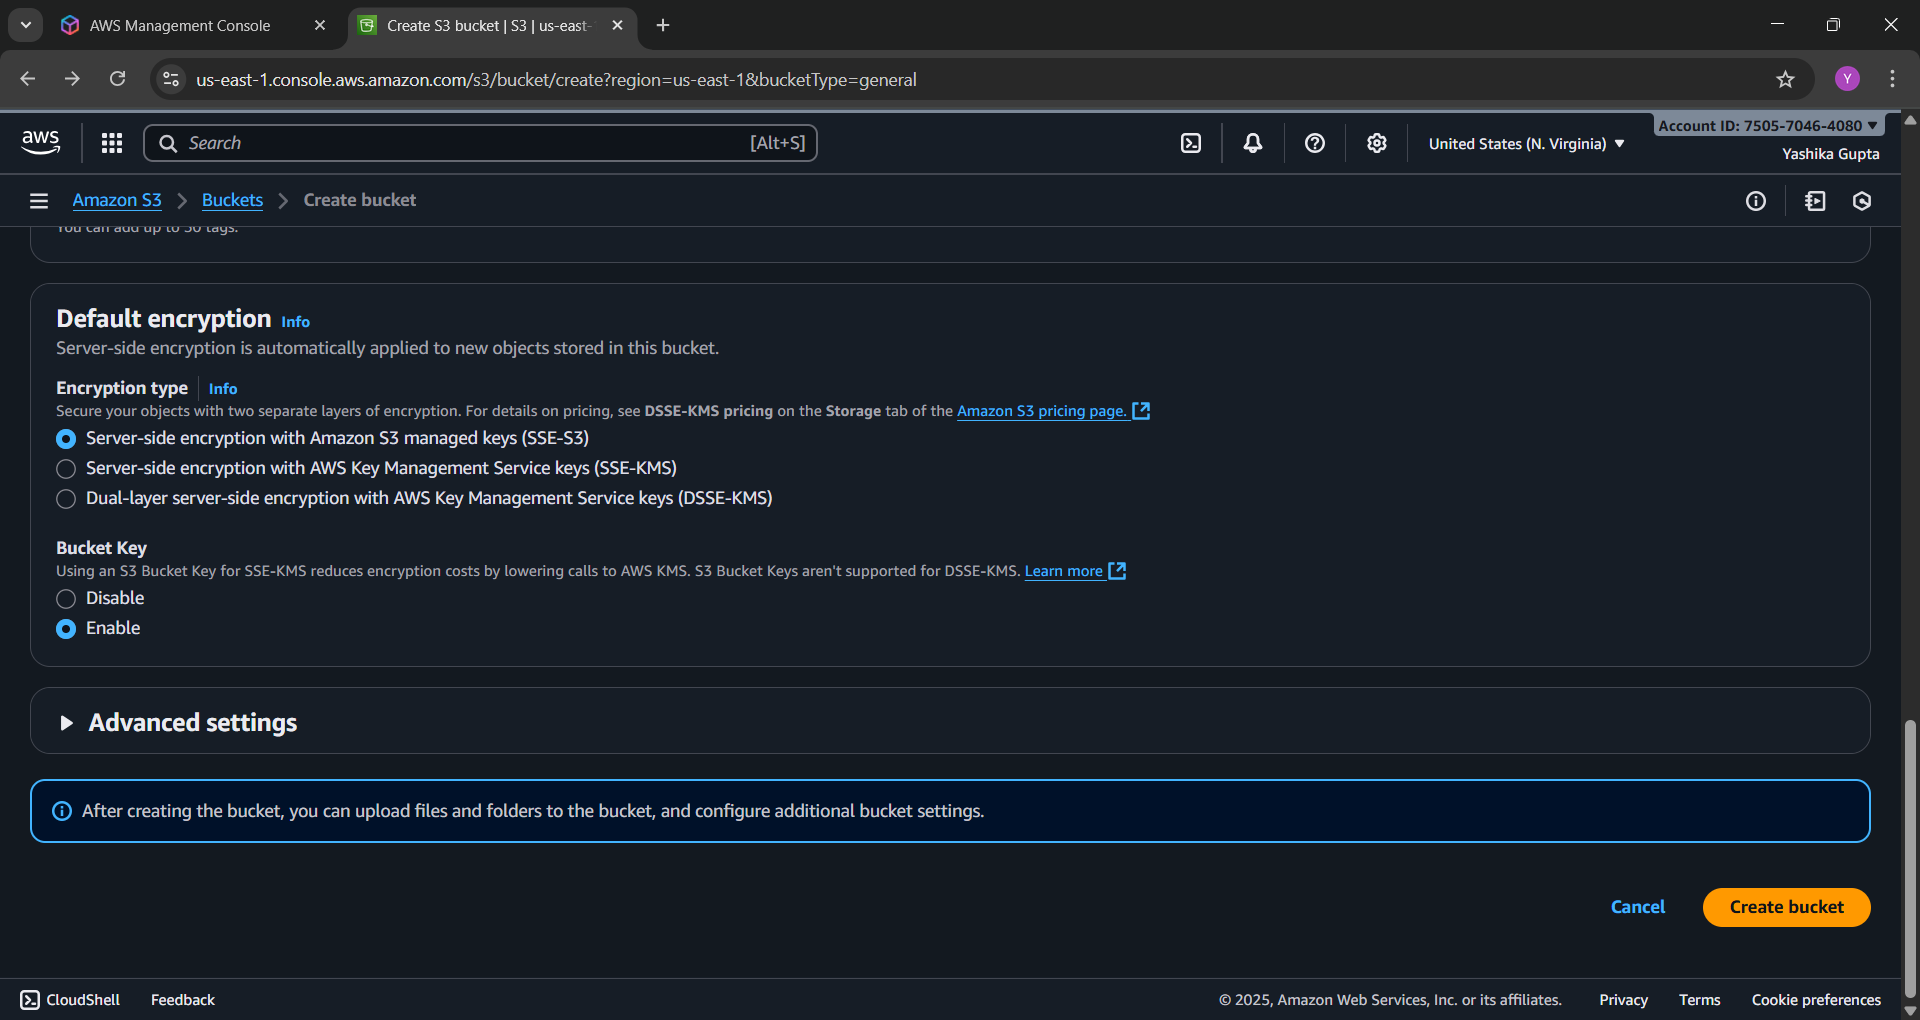 AWS Management Console
Create S3 bucket | S3 | us-east-
us-east-1.console.aws.amazon.com/s3/bucket/create?region=us-east-1&bucketType=general
Y
aws
Search
[Alt+S]
United States (N. Virginia)
Account ID: 7505-7046-4080
Yashika Gupta
Amazon S3
Buckets
Create bucket
You can add up to 50 tags.
Default encryption Info
Server-side encryption is automatically applied to new objects stored in this bucket.
Encryption type Info
Secure your objects with two separate layers of encryption. For details on pricing, see DSSE-KMS pricing on the Storage tab of the Amazon S3 pricing page.
Server-side encryption with Amazon S3 managed keys (SSE-S3)
Server-side encryption with AWS Key Management Service keys (SSE-KMS)
Dual-layer server-side encryption with AWS Key Management Service keys (DSSE-KMS)
Bucket Key
Using an S3 Bucket Key for SSE-KMS reduces encryption costs by lowering calls to AWS KMS. S3 Bucket Keys aren't supported for DSSE-KMS. Learn more
Disable
Enable
Advanced settings
After creating the bucket, you can upload files and folders to the bucket, and configure additional bucket settings.
Cancel
Create bucket
CloudShell
Feedback
© 2025, Amazon Web Services, Inc. or its affiliates.
Privacy
Terms
Cookie preferences